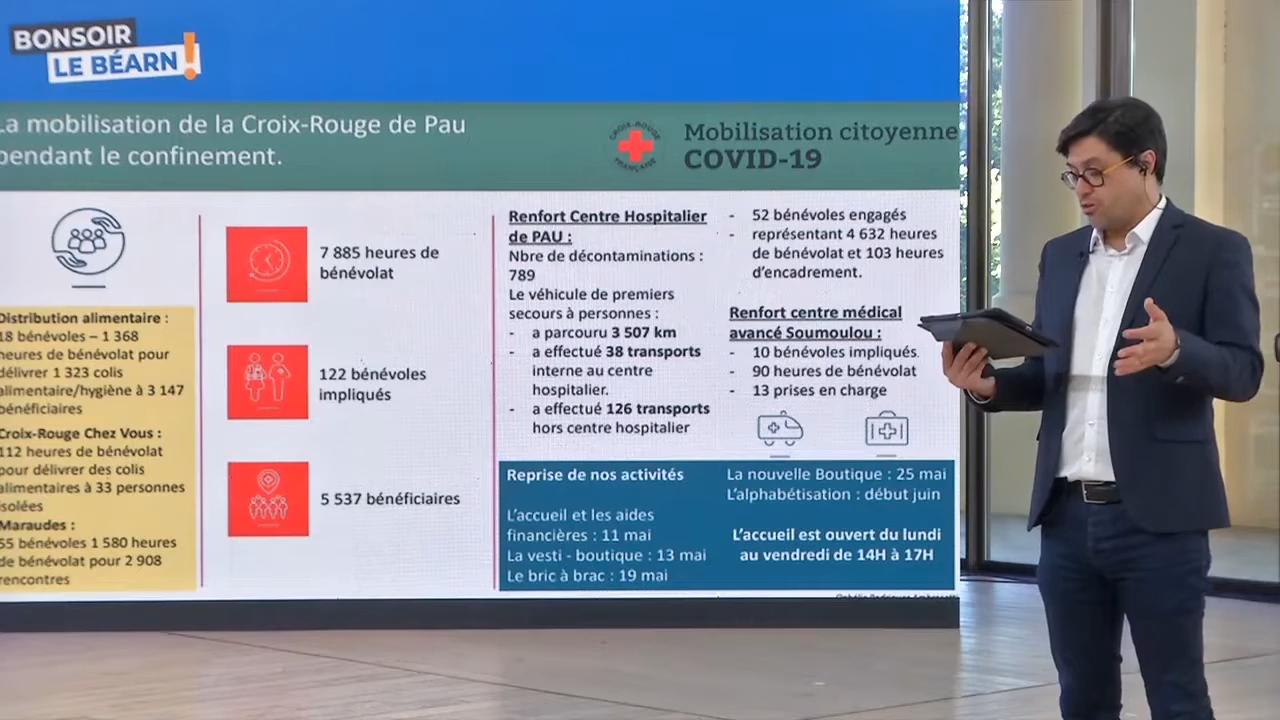 BONSOIR
LE BÉARN !
La mobilisation de la Croix-Rouge de Pau
pendant le confinement.
CROIX-ROUGE
FRANÇAISE
Mobilisation citoyenne
COVID-19
Distribution alimentaire :
18 bénévoles – 1 368
heures de bénévolat pour
délivrer 1 323 colis
alimentaire/hygiène à 3 147
bénéficiaires
Croix-Rouge Chez Vous :
112 heures de bénévolat
pour délivrer des colis
alimentaires à 33 personnes
isolées
Maraudes :
55 bénévoles 1 580 heures
de bénévolat pour 2 908
rencontres
7 885 heures de
bénévolat
122 bénévoles
impliqués
5 537 bénéficiaires
Renfort Centre Hospitalier
de PAU :
Nbre de décontaminations :
789
Le véhicule de premiers
secours à personnes :
- a parcouru 3 507 km
- a effectué 38 transports
interne au centre
hospitalier.
- a effectué 126 transports
hors centre hospitalier
- 52 bénévoles engagés
- représentant 4 632 heures
de bénévolat et 103 heures
d'encadrement.
Renfort centre médical
avancé Soumoulou :
- 10 bénévoles impliqués.
- 90 heures de bénévolat
- 13 prises en charge
Reprise de nos activités
L'accueil et les aides
financières : 11 mai
La vesti - boutique : 13 mai
Le bric à brac : 19 mai
La nouvelle Boutique : 25 mai
L'alphabétisation : début juin
L'accueil est ouvert du lundi
au vendredi de 14H à 17H